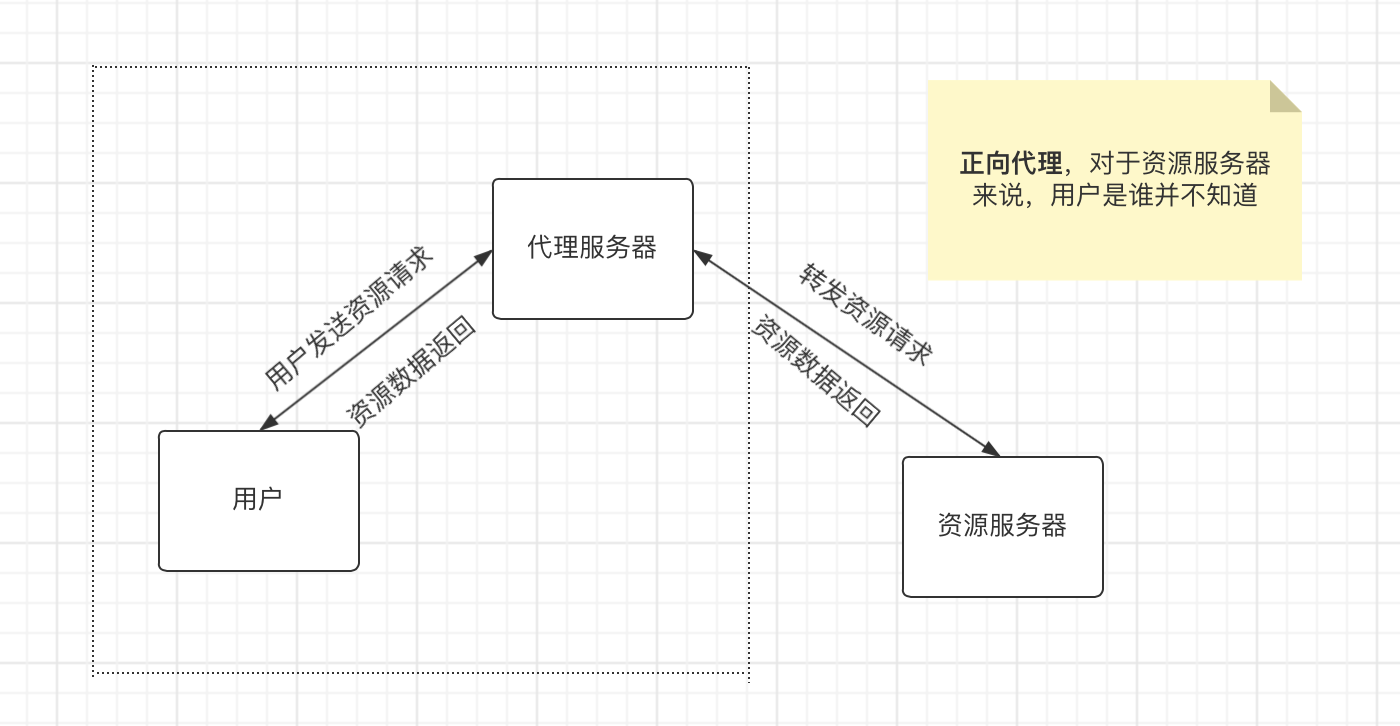 正向代理，对于资源服务器
来说，用户是谁并不知道
代理服务器
用户发送资源请求
资源数据返回
转发资源请求
资源数据返回
用户
资源服务器